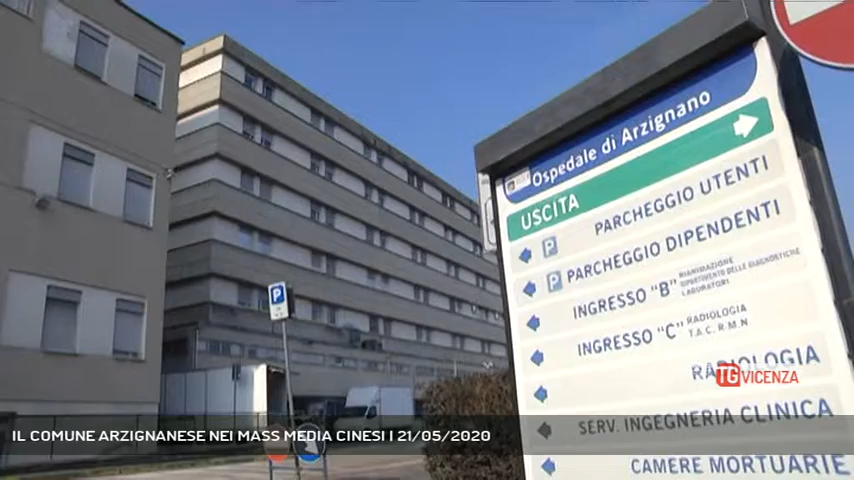 Ospedale di Arzignano
USCITA
P PARCHEGGIO UTENTI
P PARCHEGGIO DIPENDENTI
INGRESSO "B" RIANIMAZIONE
DIPARTIMENTO DELLE DIAGNOSTICHE
LABORATORI
INGRESSO "C" RADIOLOGIA
T.A.C. R.M.N
RADIOLOGIA
TG VICENZA
SERV. INGEGNERIA CLINICA
CAMERE MORTUARIE
P
IL COMUNE ARZIGNANESE NEI MASS MEDIA CINESI | 21/05/2020